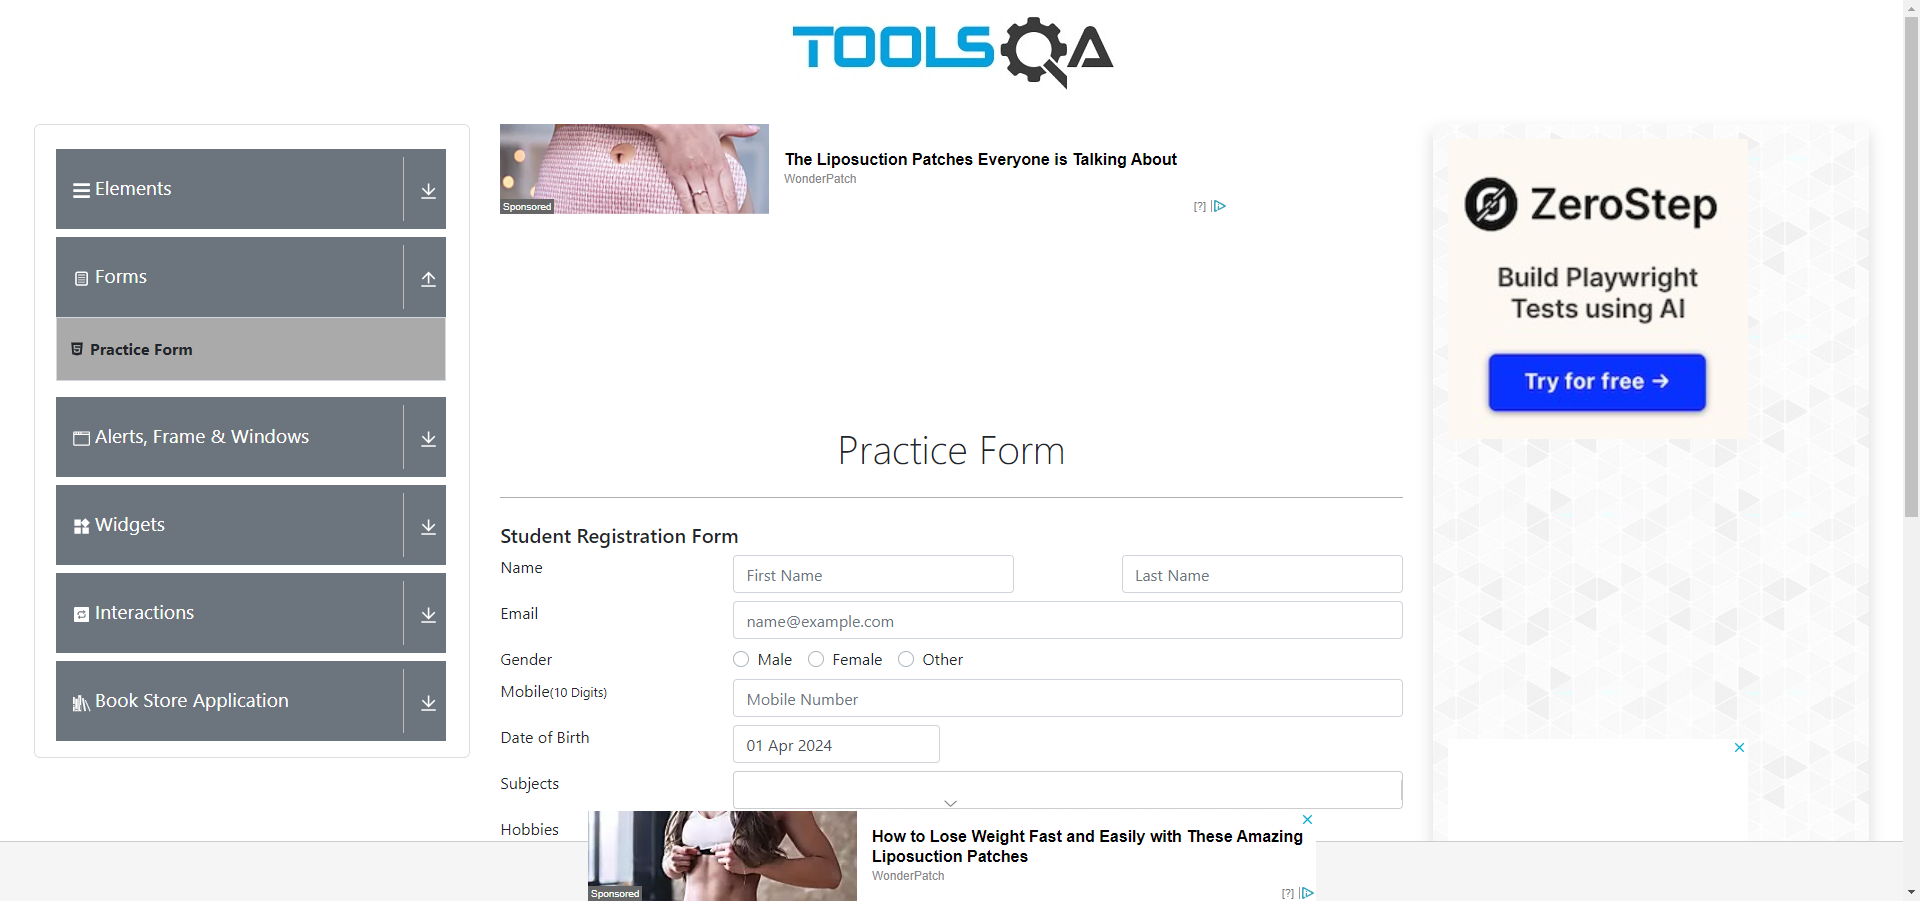 TOOLSQA
Elements
Forms
Practice Form
Alerts, Frame & Windows
Widgets
Interactions
Book Store Application
Sponsored
The Liposuction Patches Everyone is Talking About
WonderPatch
[?]
Practice Form
Student Registration Form
Name
First Name
Last Name
Email
name@example.com
Gender
Male
Female
Other
Mobile(10 Digits)
Mobile Number
Date of Birth
01 Apr 2024
Subjects
Hobbies
Sponsored
How to Lose Weight Fast and Easily with These Amazing
Liposuction Patches
WonderPatch
[?]
ZeroStep
Build Playwright
Tests using AI
Try for free →